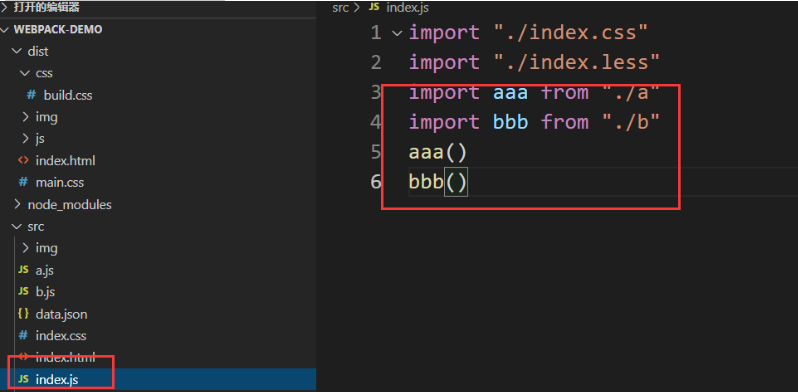 打开的编辑器
WEBPACK-DEMO
dist
css
# build.css
img
js
<> index.html
# main.css
node_modules
src
img
JS a.js
JS b.js
{} data.json
# index.css
<> index.html
JS index.js
src > JS index.js
1 import "./index.css"
2 import "./index.less"
3 import aaa from "./a"
4 import bbb from "./b"
5 aaa()
6 bbb()